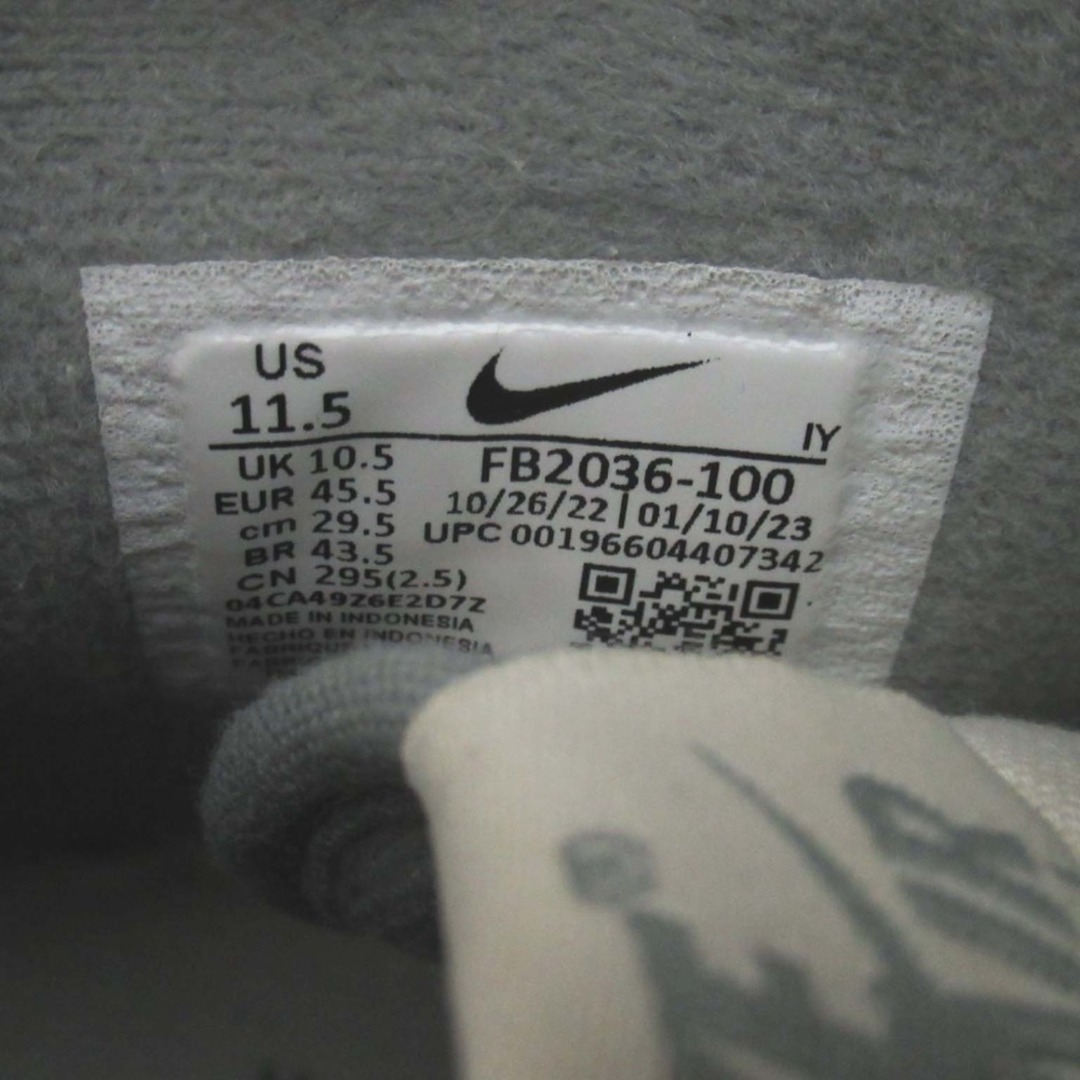 US
11.5
IY
UK 10.5
EUR 45.5
cm 29.5
BR 43.5
CN 295(2.5)
FB2036-100
10/26/22 | 01/10/23
UPC 00196604407342
04CA49Z6E2D7Z
MADE IN INDONESIA
HECHO EN INDONESIA